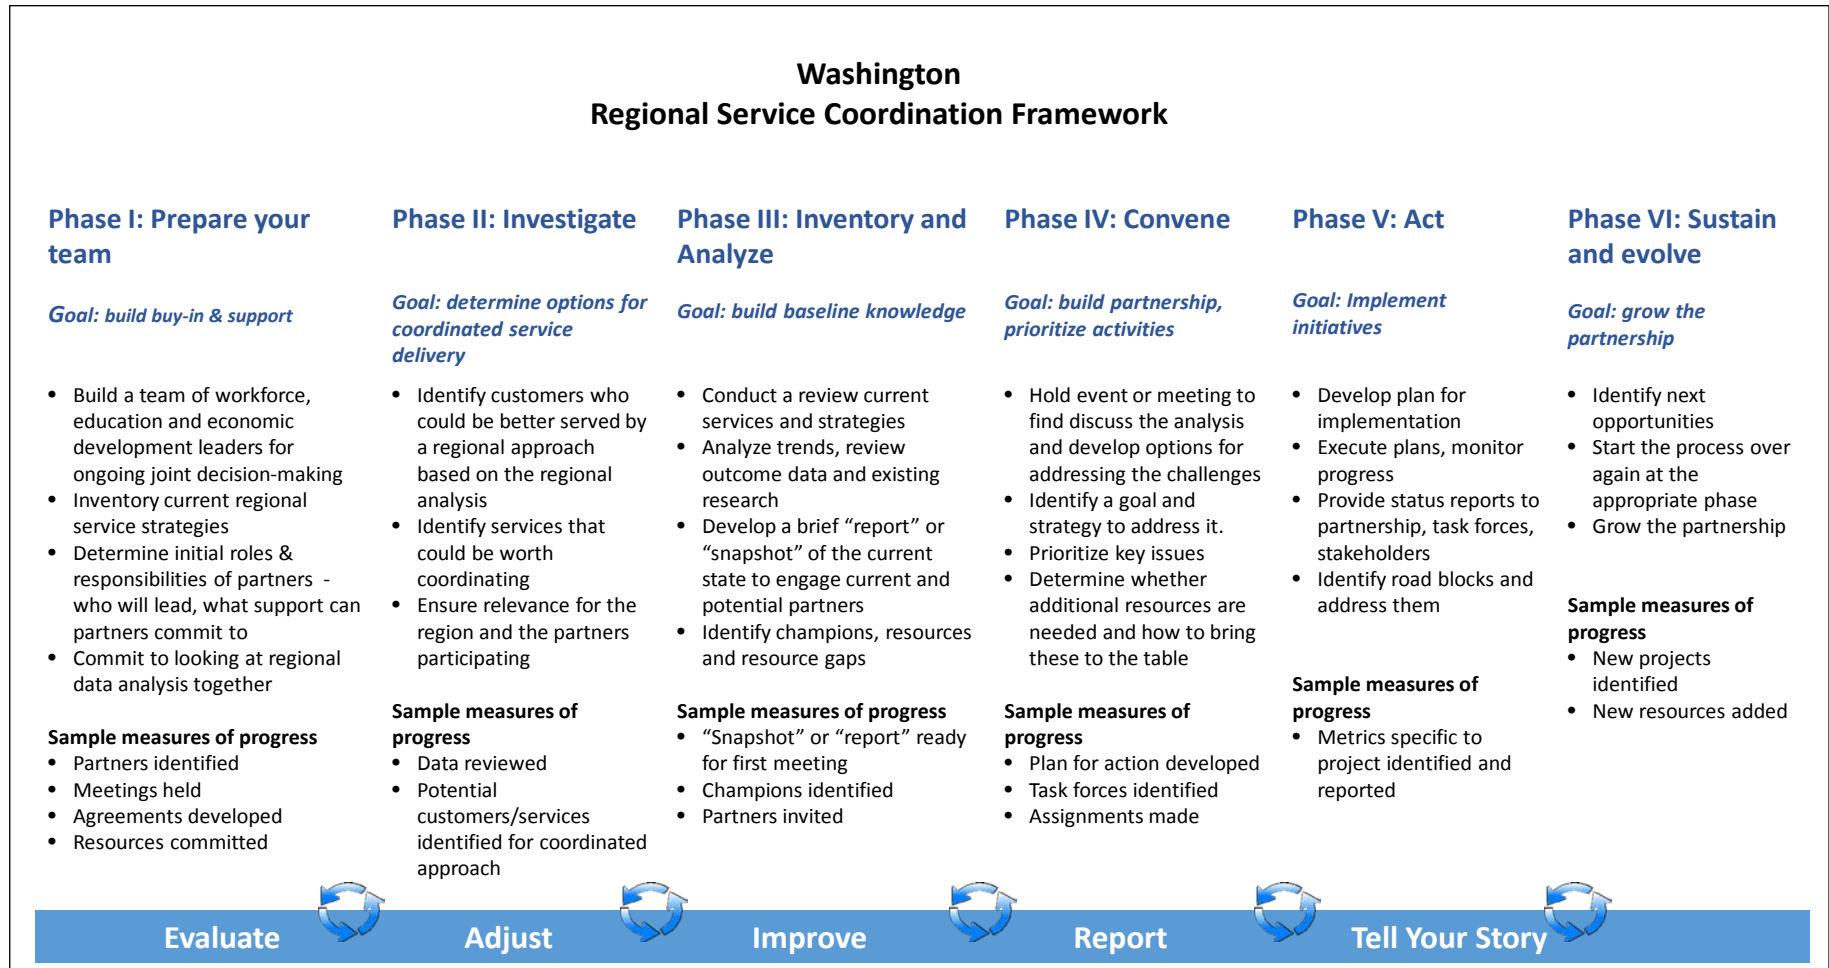 Washington
Regional Service Coordination Framework
Phase I: Prepare your
team
Goal: build buy-in & support
• Build a team of workforce,
education and economic
development leaders for
ongoing joint decision-making
• Inventory current regional
service strategies
• Determine initial roles &
responsibilities of partners -
who will lead, what support can
partners commit to
• Commit to looking at regional
data analysis together
Sample measures of progress
• Partners identified
• Meetings held
• Agreements developed
• Resources committed
Phase II: Investigate
Goal: determine options for
coordinated service
delivery
• Identify customers who
could be better served by
a regional approach
based on the regional
analysis
• Identify services that
could be worth
coordinating
• Ensure relevance for the
region and the partners
participating
Sample measures of
progress
• Data reviewed
• Potential
customers/services
identified for coordinated
approach
Phase III: Inventory and
Analyze
Goal: build baseline knowledge
• Conduct a review current
services and strategies
• Analyze trends, review
outcome data and existing
research
• Develop a brief “report” or
“snapshot” of the current
state to engage current and
potential partners
• Identify champions, resources
and resource gaps
Sample measures of progress
• “Snapshot” or “report” ready
for first meeting
• Champions identified
• Partners invited
Phase IV: Convene
Goal: build partnership,
prioritize activities
• Hold event or meeting to
find discuss the analysis
and develop options for
addressing the challenges
• Identify a goal and
strategy to address it.
• Prioritize key issues
• Determine whether
additional resources are
needed and how to bring
these to the table
Sample measures of
progress
• Plan for action developed
• Task forces identified
• Assignments made
Phase V: Act
Goal: Implement
initiatives
• Develop plan for
implementation
• Execute plans, monitor
progress
• Provide status reports to
partnership, task forces,
stakeholders
• Identify road blocks and
address them
Sample measures of
progress
• Metrics specific to
project identified and
reported
Phase VI: Sustain
and evolve
Goal: grow the
partnership
• Identify next
opportunities
• Start the process over
again at the
appropriate phase
• Grow the partnership
Sample measures of
progress
• New projects
identified
• New resources added
Evaluate
Adjust
Improve
Report
Tell Your Story